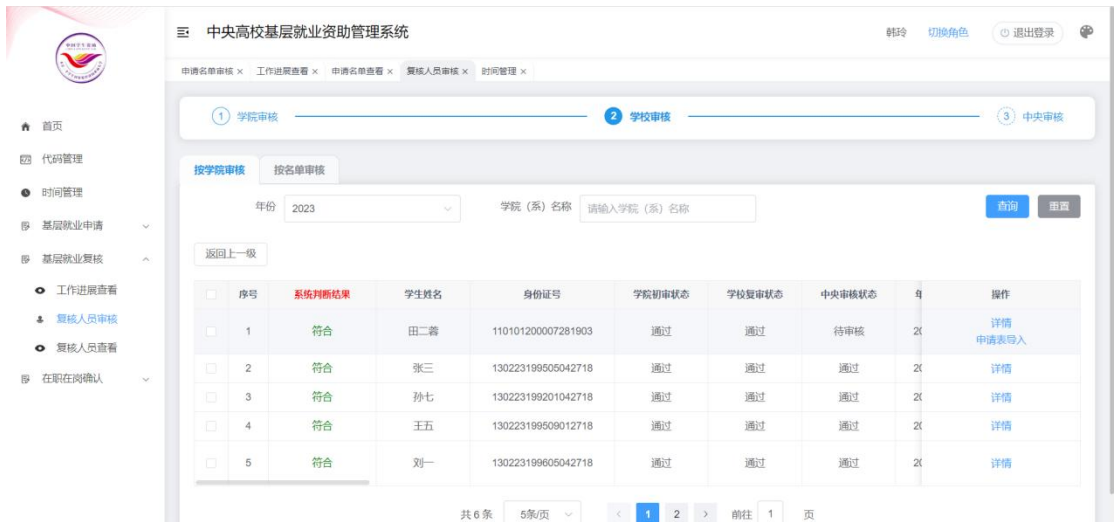 中央高校基层就业资助管理系统
韩玲 切换角色 退出登录
申请名单审核 × 工作进展查看 × 申请名单查看 × 复核人员审核 × 时间管理 ×
首页
代码管理
时间管理
基层就业申请
基层就业复核
工作进展查看
复核人员审核
复核人员查看
在职在岗确认
1 学院审核 2 学校审核 3 中央审核
按学院审核 按名单审核
年份 2023 学院（系）名称 请输入学院（系）名称 查询 重置
返回上一级
序号 系统判断结果 学生姓名 身份证号 学院初审状态 学校复审状态 中央审核状态 年 操作
1 符合 田二蓉 110101200007281903 通过 通过 待审核 20 详情
申请表导入
2 符合 张三 130223199505042718 通过 通过 通过 20 详情
3 符合 孙七 130223199201042718 通过 通过 通过 20 详情
4 符合 王五 130223199509012718 通过 通过 通过 20 详情
5 符合 刘一 130223199605042718 通过 通过 通过 20 详情
共 6 条 5条/页 < 1 2 > 前往 1 页